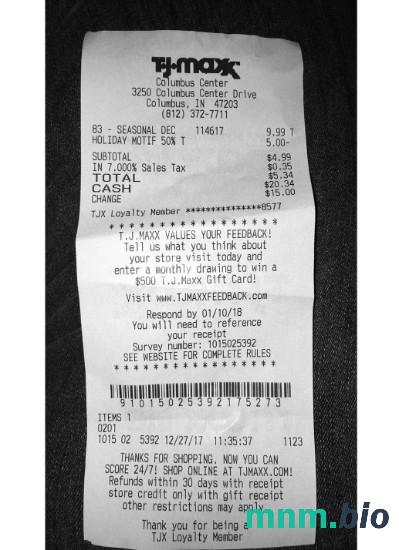 T·J·maxx
Columbus Center
3250 Columbus Center Drive
Columbus, IN 47203
(812) 372-7711
83 - SEASONAL DEC 114617 9.99 T
HOLIDAY MOTIF 50% T 5.00-
SUBTOTAL $4.99
IN 7.000% Sales Tax $0.35
TOTAL $5.34
CASH $20.34
CHANGE $15.00
TJX Loyalty Member ***************8577
* * * * * * * * * * * * * * * * *
T.J.MAXX VALUES YOUR FEEDBACK!
Tell us what you think about
your store visit today and
enter a monthly drawing to win a
$500 T.J.Maxx Gift Card!
Visit www.TJMAXXFEEDBACK.com
Respond by 01/10/18
You will need to reference
your receipt
Survey number: 1015025392
SEE WEBSITE FOR COMPLETE RULES
* * * * * * * * * * * * * * * * *
9101502539217 5273
ITEMS 1
0201
1015 02 5392 12/27/17 11:35:37 1123
THANKS FOR SHOPPING. NOW YOU CAN
SCORE 24/7! SHOP ONLINE AT TJMAXX.COM!
Refunds within 30 days with receipt
store credit only with gift receipt
other restrictions may apply
Thank you for being a
TJX Loyalty Member
mnm.bio